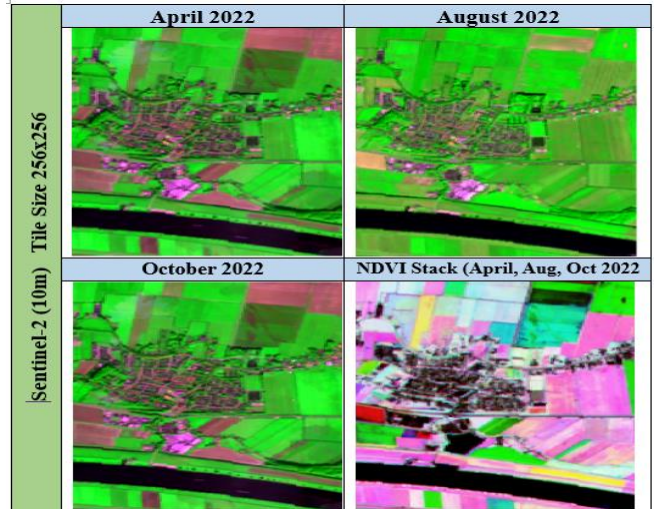 April 2022
August 2022
Sentinel-2 (10m) Tile Size 256x256
October 2022
NDVI Stack (April, Aug, Oct 2022